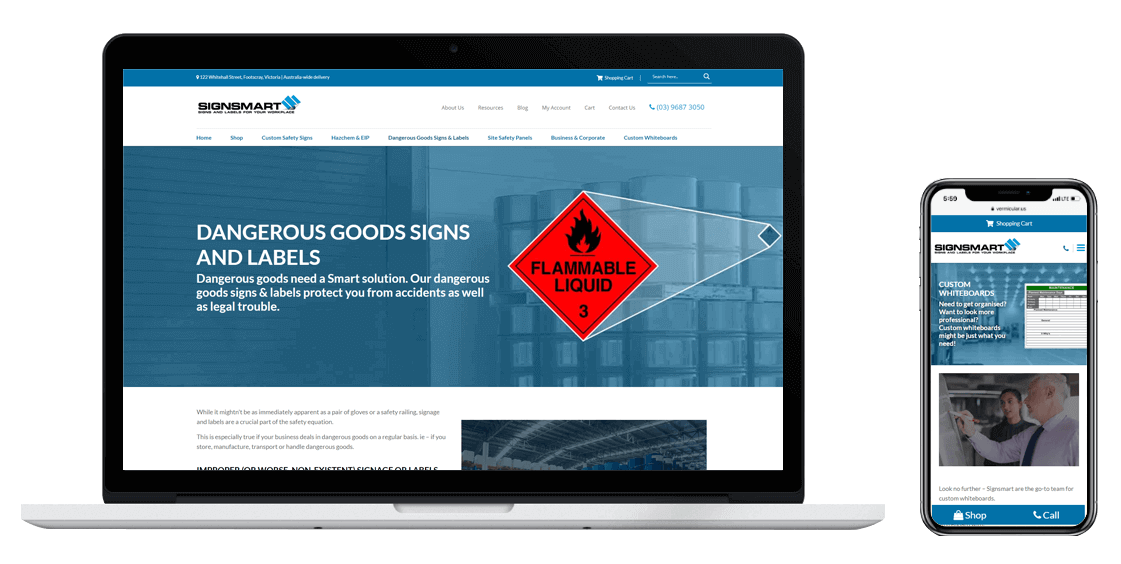 122 Whitehall Street, Footscray, Victoria | Australia-wide delivery
Shopping Cart | Search here..
SIGNSMART
SIGNS AND LABELS FOR YOUR WORKPLACE
About Us Resources Blog My Account Cart Contact Us (03) 9687 3050
Home Shop Custom Safety Signs Hazchem & EIP Dangerous Goods Signs & Labels Site Safety Panels Business & Corporate Custom Whiteboards
DANGEROUS GOODS SIGNS
AND LABELS
Dangerous goods need a Smart solution. Our dangerous
goods signs & labels protect you from accidents as well
as legal trouble.
FLAMMABLE
LIQUID
3
While it mightn't be as immediately apparent as a pair of gloves or a safety railing, signage
and labels are a crucial part of the safety equation.
This is especially true if your business deals in dangerous goods on a regular basis. ie – if you
store, manufacture, transport or handle dangerous goods.
IMPROPER (OR WORSE, NON-EXISTENT) SIGNAGE OR LABELS
LTE
Shopping Cart
SIGNSMART
SIGNS AND LABELS FOR YOUR WORKPLACE
CUSTOM
WHITEBOARDS
Need to get organised?
Want to look more
professional?
Custom whiteboards
might be just what you
need!
MAINTENANCE
Look no further – Signsmart are the go-to team for
custom whiteboards.
Shop Call